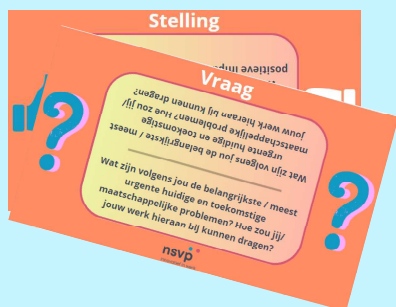 Stelling
positieve
Vraag
Wat zijn volgens jou de belangrijkste / meest
urgente huidige en toekomstige
maatschappelijke problemen? Hoe zou jij/
jouw werk hieraan bij kunnen dragen?
Wat zijn volgens jou de belangrijkste / meest
urgente huidige en toekomstige
maatschappelijke problemen? Hoe zou jij/
jouw werk hieraan bij kunnen dragen?
nsvp